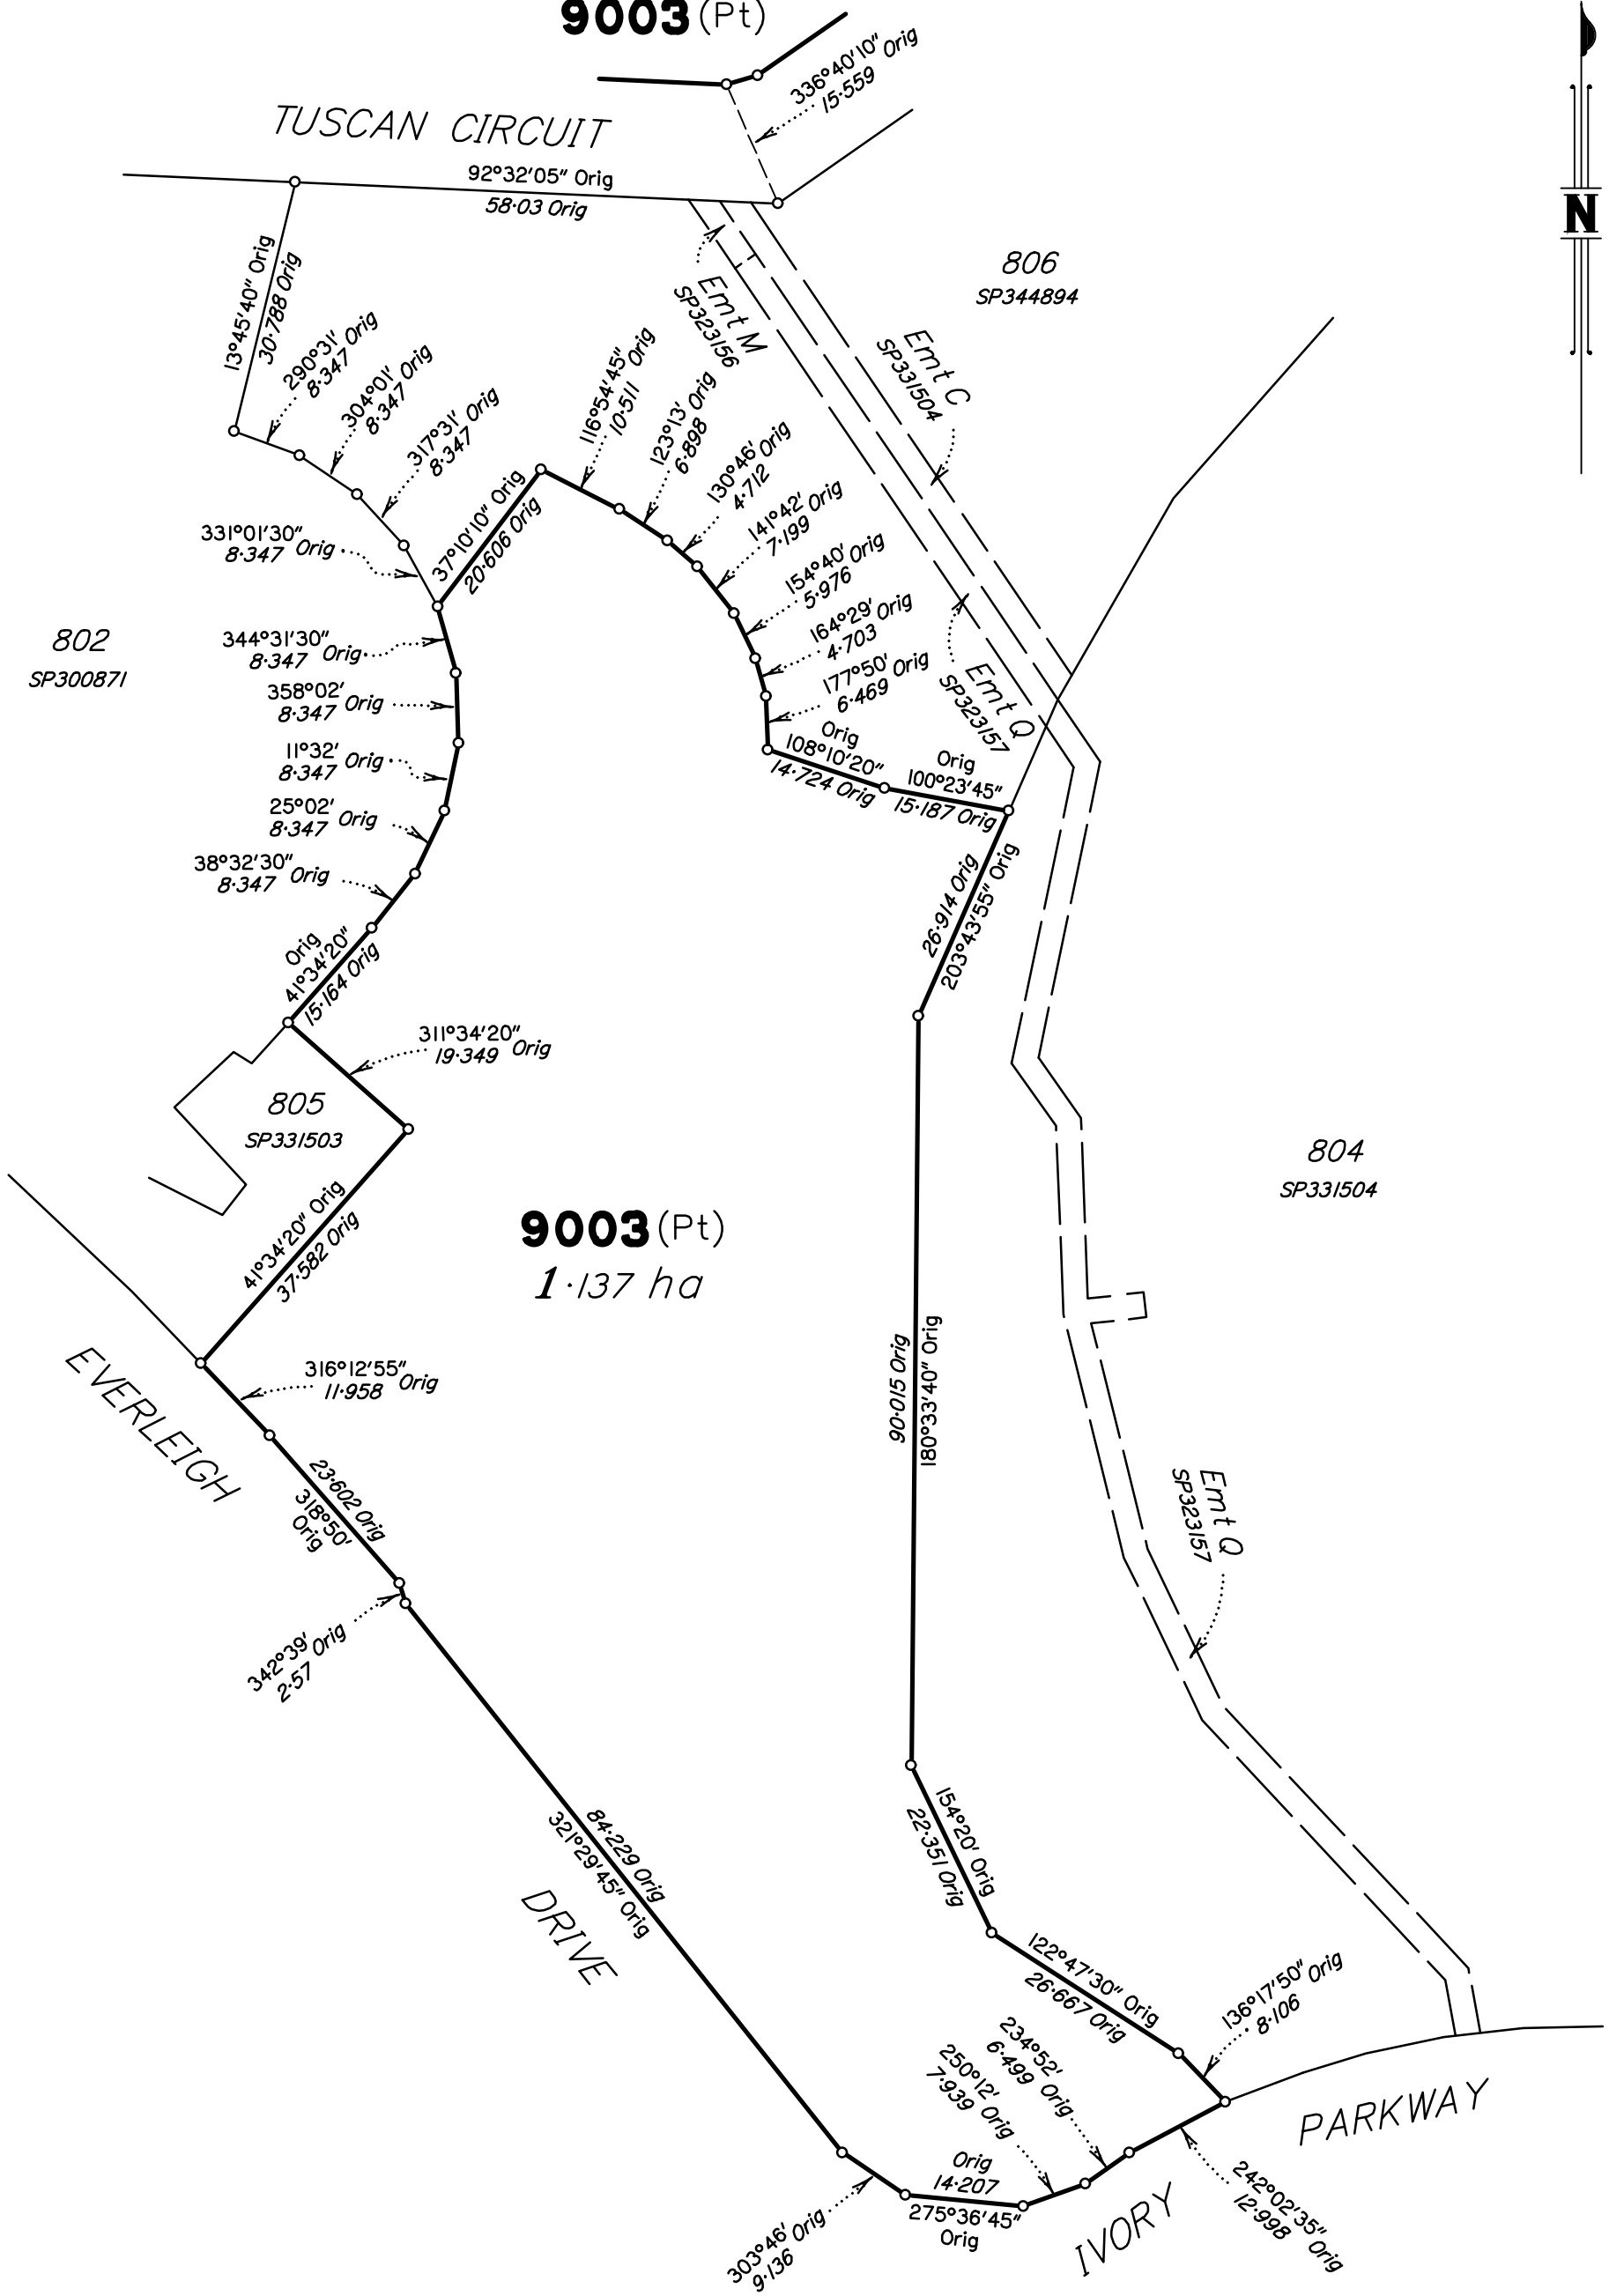 9003 (Pt)
336°40'10" Orig
15·559
TUSCAN CIRCUIT
92°32'05" Orig
58·03 Orig
N
806
SP344894
13°45'40" Orig
30·788 Orig
290°31' Orig
8·347
304°01' Orig
8·347
317°31' Orig
8·347
331°01'30"
8·347 Orig
Emt M
SP323156
Emt C
SP331504
37°10'10" Orig
20·606 Orig
116°54'45" Orig
10·511
123°13' Orig
6·898
130°46' Orig
4·712
141°42' Orig
7·199
154°40' Orig
5·976
164°29' Orig
4·703
177°50' Orig
6·469
Emt Q
SP323157
802
SP300871
344°31'30"
8·347 Orig
358°02'
8·347 Orig
11°32'
8·347 Orig
25°02'
8·347 Orig
38°32'30"
8·347 Orig
Orig
41°34'20"
15·164 Orig
Orig
108°10'20"
14·724 Orig
Orig
100°23'45"
15·187 Orig
26·914 Orig
203°43'55" Orig
311°34'20"
19·349 Orig
805
SP331503
804
SP331504
41°34'20" Orig
37·582 Orig
9003 (Pt)
1·137 ha
90·015 Orig
180°33'40" Orig
EVERLEIGH
316°12'55"
11·958 Orig
23·602 Orig
318°50'
Orig
Emt Q
SP323157
342°39' Orig
2·57
84·229 Orig
321°29'45" Orig
DRIVE
154°20' Orig
22·351 Orig
122°47'30" Orig
26·667 Orig
136°17'50" Orig
8·106
234°52'
6·499 Orig
250°12'
7·939 Orig
PARKWAY
IVORY
Orig
14·207
275°36'45"
Orig
242°02'35"
12·998 Orig
303°46' Orig
9·136